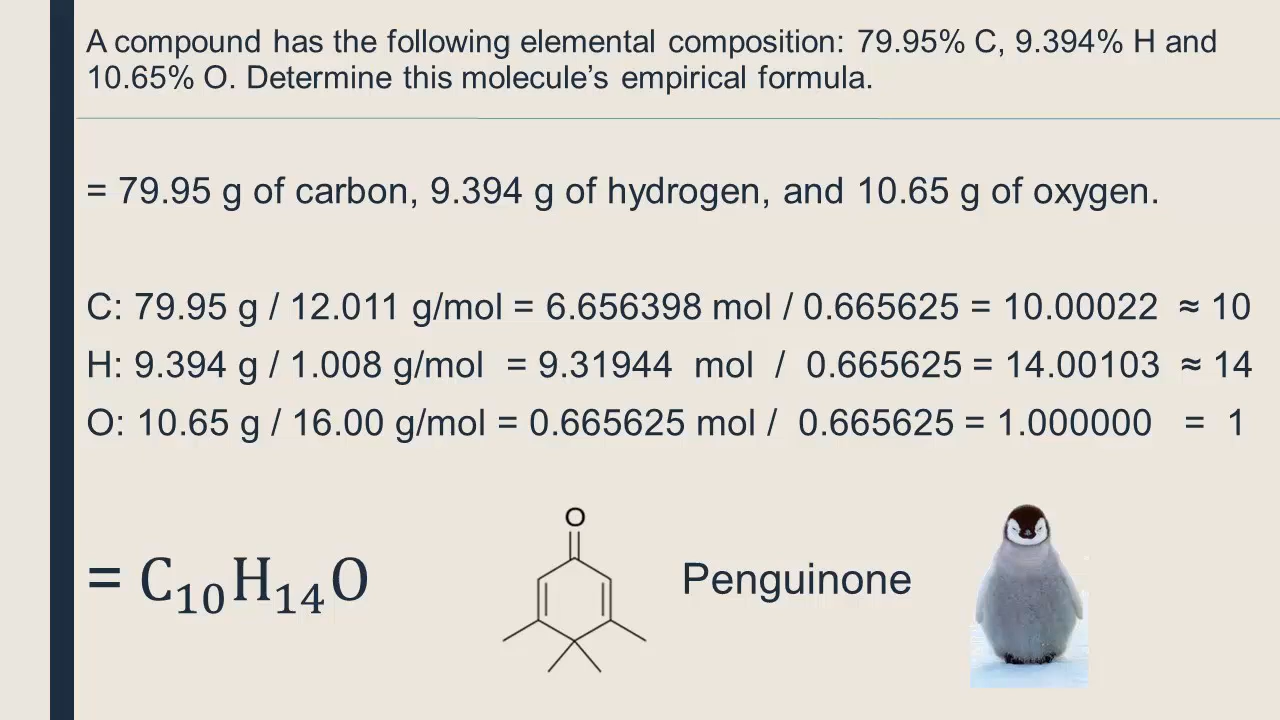 A compound has the following elemental composition: 79.95% C, 9.394% H and
10.65% O. Determine this molecule’s empirical formula.
= 79.95 g of carbon, 9.394 g of hydrogen, and 10.65 g of oxygen.
C: 79.95 g / 12.011 g/mol = 6.656398 mol / 0.665625 = 10.00022 ≈ 10
H: 9.394 g / 1.008 g/mol = 9.31944 mol / 0.665625 = 14.00103 ≈ 14
O: 10.65 g / 16.00 g/mol = 0.665625 mol / 0.665625 = 1.000000 = 1
O
= C₁₀H₁₄O
Penguinone